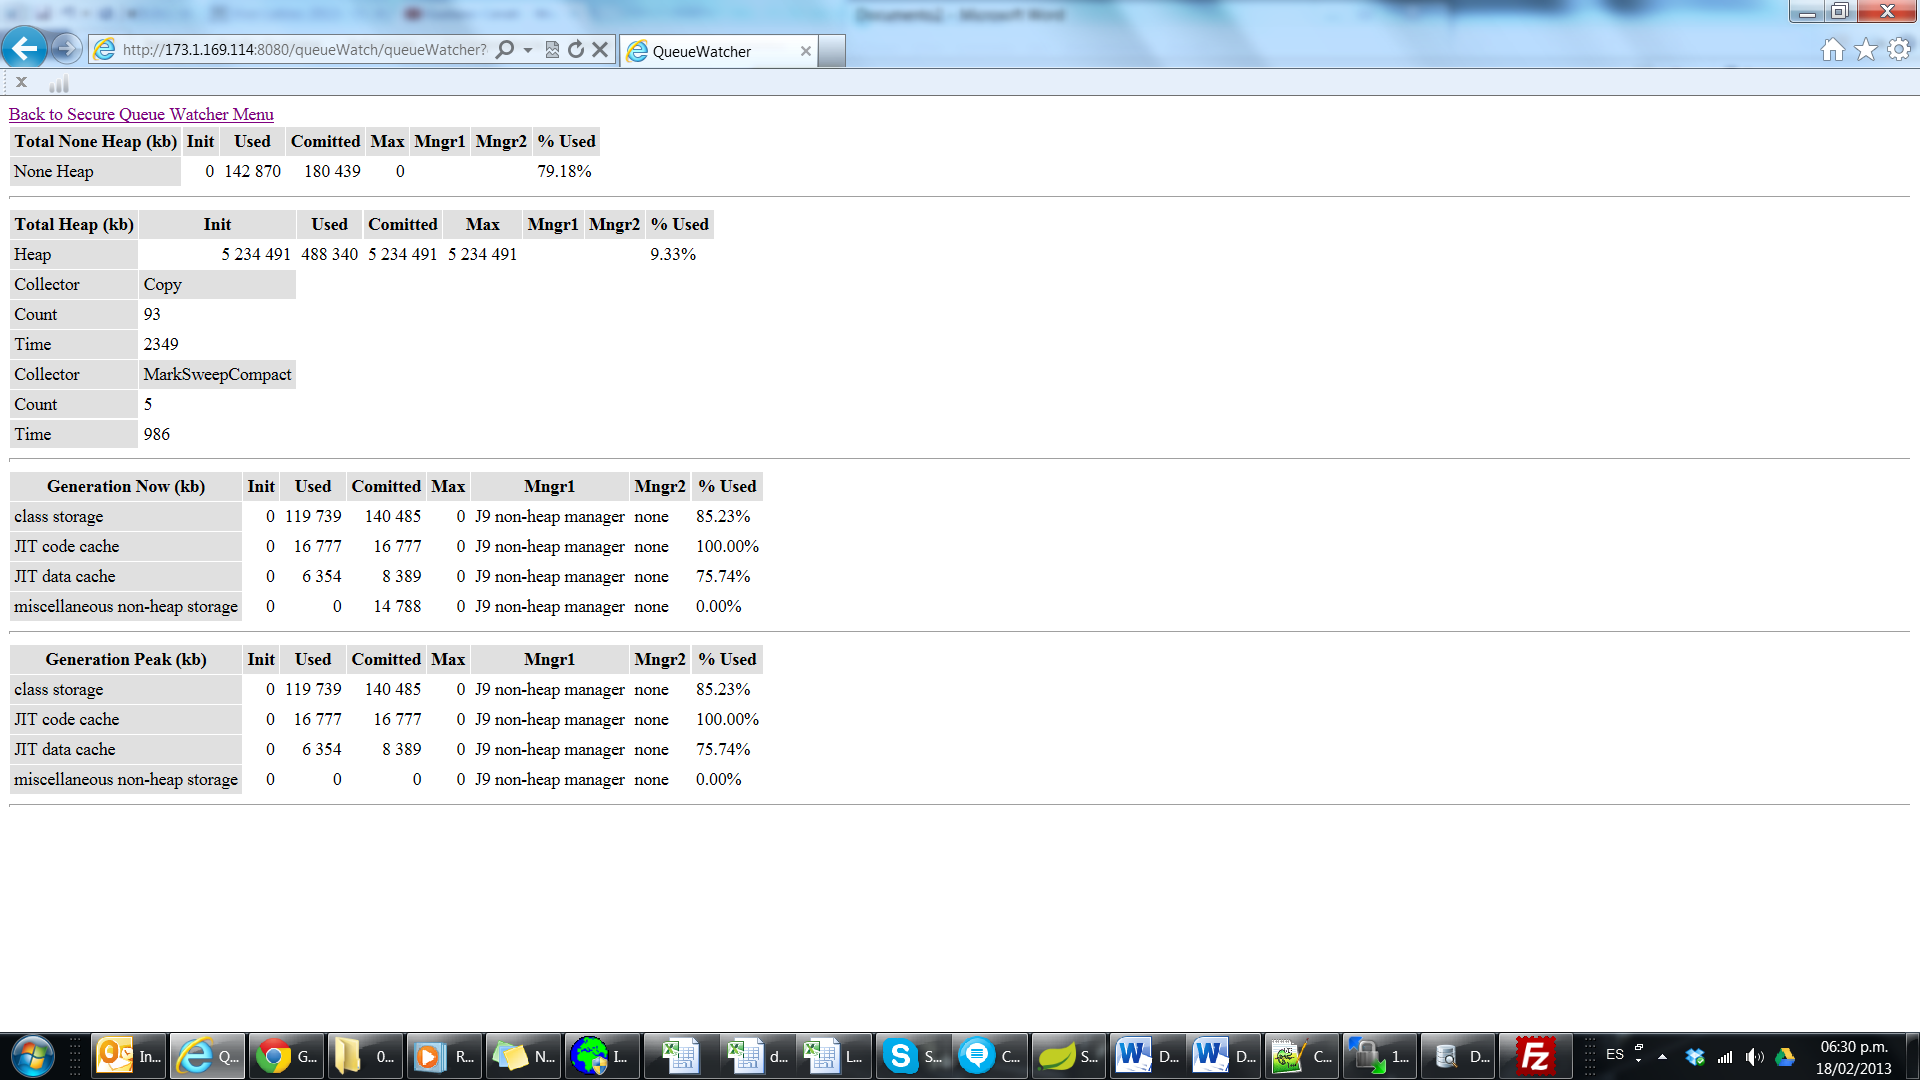 [Documento2] - Microsoft Word
http://173.1.169.114:8080/queueWatch/queueWatcher?
QueueWatcher
Back to Secure Queue Watcher Menu
Total None Heap (kb) Init Used Comitted Max Mngr1 Mngr2 % Used
None Heap 0 142 870 180 439 0 79.18%
Total Heap (kb) Init Used Comitted Max Mngr1 Mngr2 % Used
Heap 5 234 491 488 340 5 234 491 5 234 491 9.33%
Collector Copy
Count 93
Time 2349
Collector MarkSweepCompact
Count 5
Time 986
Generation Now (kb) Init Used Comitted Max Mngr1 Mngr2 % Used
class storage 0 119 739 140 485 0 J9 non-heap manager none 85.23%
JIT code cache 0 16 777 16 777 0 J9 non-heap manager none 100.00%
JIT data cache 0 6 354 8 389 0 J9 non-heap manager none 75.74%
miscellaneous non-heap storage 0 0 14 788 0 J9 non-heap manager none 0.00%
Generation Peak (kb) Init Used Comitted Max Mngr1 Mngr2 % Used
class storage 0 119 739 140 485 0 J9 non-heap manager none 85.23%
JIT code cache 0 16 777 16 777 0 J9 non-heap manager none 100.00%
JIT data cache 0 6 354 8 389 0 J9 non-heap manager none 75.74%
miscellaneous non-heap storage 0 0 0 0 J9 non-heap manager none 0.00%
In... Q... G... 0... R... N... I... d... L... S... C... S... D... D... C... 1... D... ES 06:30 p.m.
18/02/2013